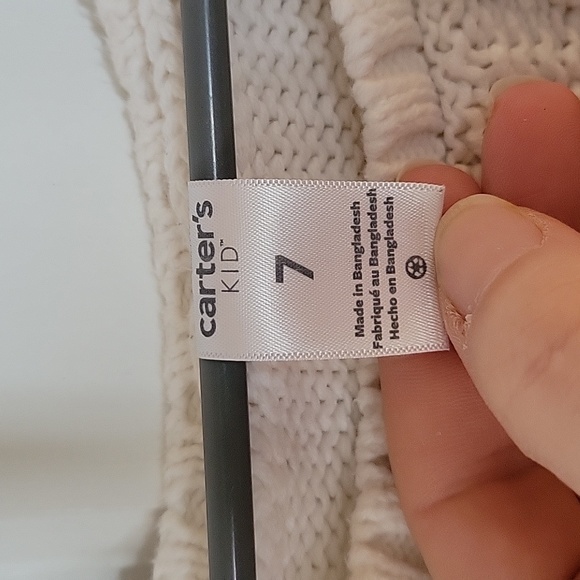 carter's
KID™
7
Made in Bangladesh
Fabriqué au Bangladesh
Hecho en Bangladesh